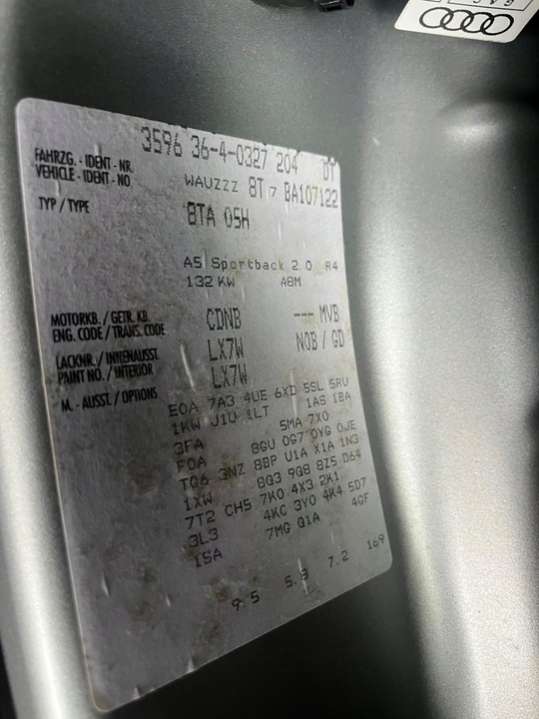 3596 36-4-0327 204 DT
FAHRZG. - IDENT - NR.
VEHICLE - IDENT - NO. WAUZZZ 8T7BA107122
TYP / TYPE 8TA 05H
A5 Sportback 2.0 R4
132 KW A8M
MOTORKB. / GETR. KB.
ENG. CODE / TRANS. CODE CDNB --- MVB
LACKNR. / INNENAUSST.
PAINT NO. / INTERIOR LX7W N0B / GD
LX7W
M. - AUSST. / OPTIONS
E0A 7A3 4UE 6XD 5SL 5RU
1KW J1U 1LT 1AS 1BA
3FA 5MA 7X0
F0A 8GU 0G7 0YG 0JE
TG6 3NZ 8BP U1A X1A 1N3
1XW 8Q3 9Q8 8Z5 D64
7T2 CH5 7K0 4X3 2K1
3L3 4KC 3Y0 4K4 5D7
1SA 7MG Q1A 4GF
9.5 5.8 7.2 169